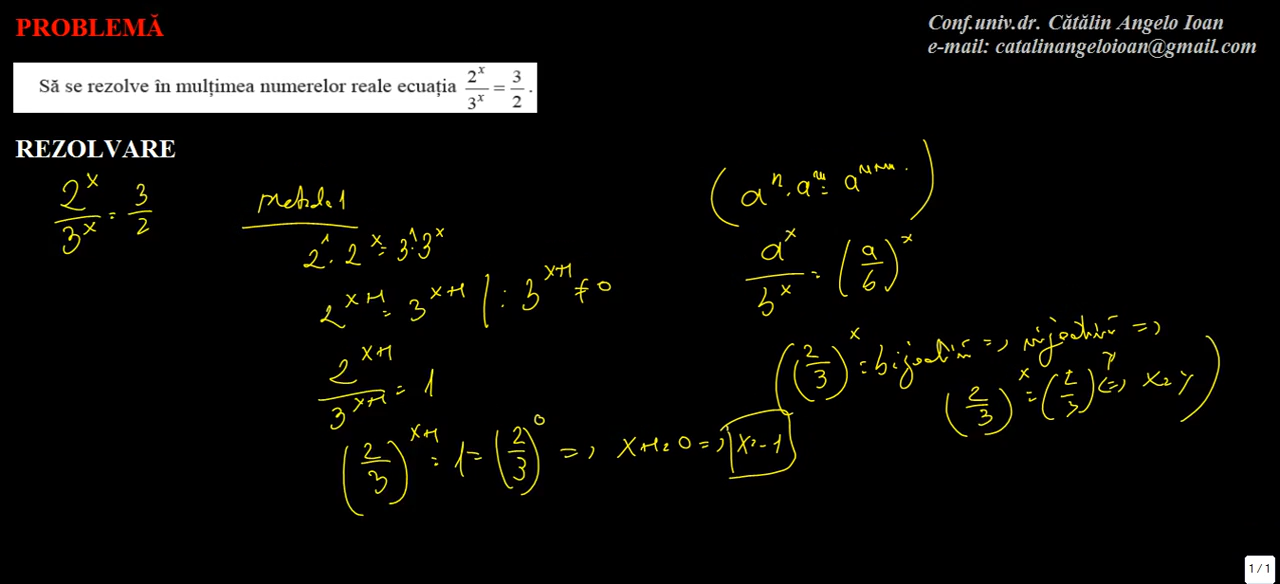 PROBLEMĂ
Conf.univ.dr. Cătălin Angelo Ioan
e-mail: catalinangeloioan@gmail.com
Să se rezolve în mulțimea numerelor reale ecuația 2^x/3^x = 3/2.
REZOLVARE
2^x/3^x = 3/2
Metoda 1
2^1 · 2^x = 3^1 · 3^x
2^(x+1) = 3^(x+1) | : 3^(x+1) ≠ 0
2^(x+1)/3^(x+1) = 1
(2/3)^(x+1) = 1 = (2/3)^0 => x+1=0 => x=-1
(a^n · a^m = a^(n+m).)
a^x/b^x = (a/b)^x
((2/3)^x = bijectivă => injectivă =>
(2/3)^x = (2/3)^y <=> x=y)
1 / 1